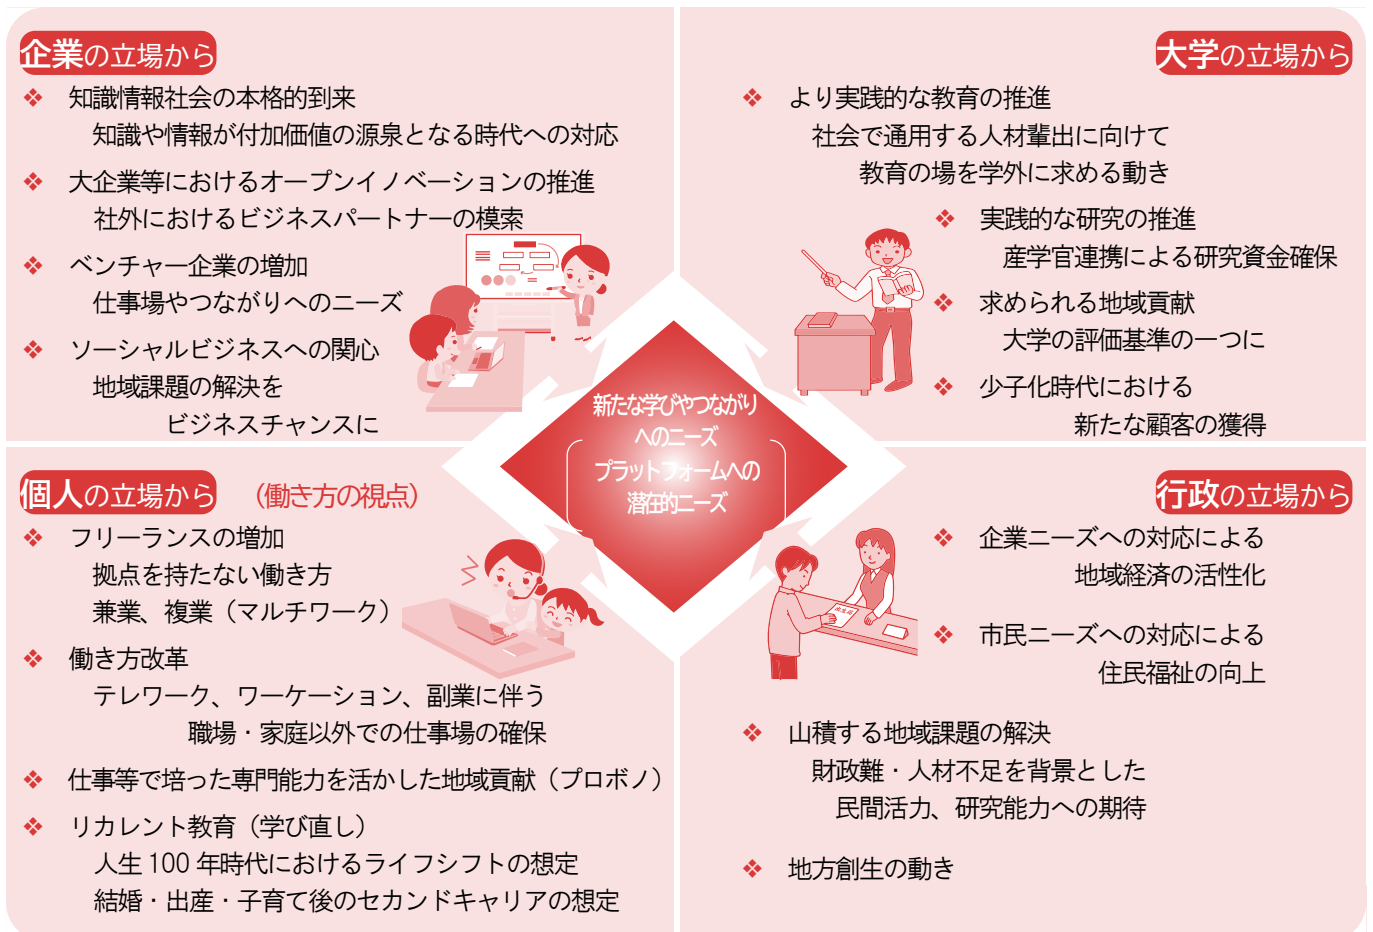 企業の立場から
❖ 知識情報社会の本格的到来
知識や情報が付加価値の源泉となる時代への対応
❖ 大企業等におけるオープンイノベーションの推進
社外におけるビジネスパートナーの模索
❖ ベンチャー企業の増加
仕事場やつながりへのニーズ
❖ ソーシャルビジネスへの関心
地域課題の解決を
ビジネスチャンスに
大学の立場から
❖ より実践的な教育の推進
社会で通用する人材輩出に向けて
教育の場を学外に求める動き
❖ 実践的な研究の推進
産学官連携による研究資金確保
❖ 求められる地域貢献
大学の評価基準の一つに
❖ 少子化時代における
新たな顧客の獲得
新たな学びやつながり
へのニーズ
プラットフォームへの
潜在的ニーズ
個人の立場から （働き方の視点）
❖ フリーランスの増加
拠点を持たない働き方
兼業、複業（マルチワーク）
❖ 働き方改革
テレワーク、ワーケーション、副業に伴う
職場・家庭以外での仕事場の確保
❖ 仕事等で培った専門能力を活かした地域貢献（プロボノ）
❖ リカレント教育（学び直し）
人生 100 年時代におけるライフシフトの想定
結婚・出産・子育て後のセカンドキャリアの想定
行政の立場から
❖ 企業ニーズへの対応による
地域経済の活性化
❖ 市民ニーズへの対応による
住民福祉の向上
❖ 山積する地域課題の解決
財政難・人材不足を背景とした
民間活力、研究能力への期待
❖ 地方創生の動き